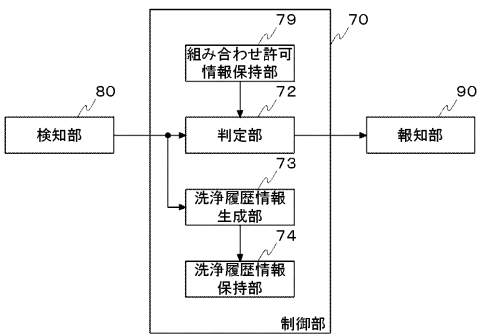 79
70
組み合わせ許可
情報保持部
80
72
90
検知部
判定部
報知部
73
洗浄履歴情報
生成部
74
洗浄履歴情報
保持部
制御部